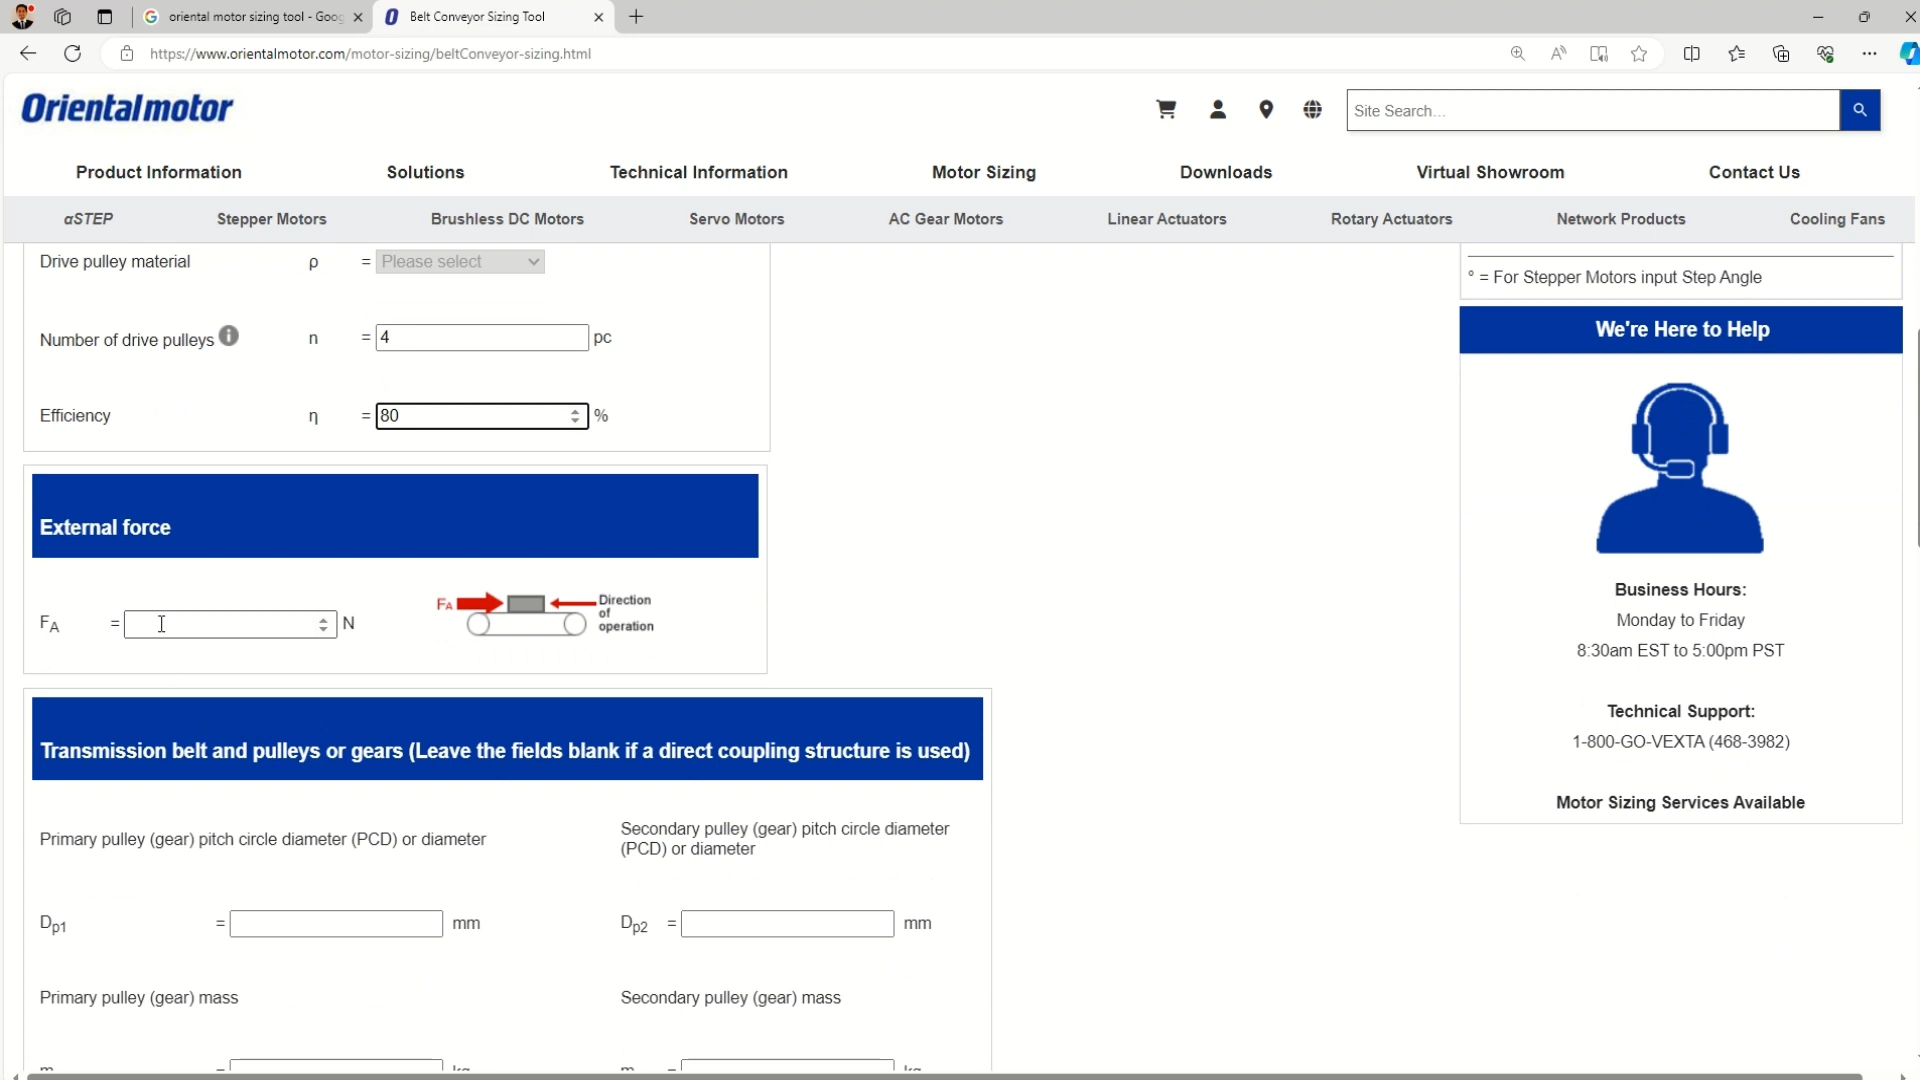 oriental motor sizing tool - Goog
Belt Conveyor Sizing Tool
https://www.orientalmotor.com/motor-sizing/beltConveyor-sizing.html
Orientalmotor
Site Search...
Product Information
Solutions
Technical Information
Motor Sizing
Downloads
Virtual Showroom
Contact Us
αSTEP
Stepper Motors
Brushless DC Motors
Servo Motors
AC Gear Motors
Linear Actuators
Rotary Actuators
Network Products
Cooling Fans
Drive pulley material ρ = Please select
Number of drive pulleys n = 4 pc
Efficiency η = 80 %
External force
FA = N
FA
Direction
of
operation
Transmission belt and pulleys or gears (Leave the fields blank if a direct coupling structure is used)
Primary pulley (gear) pitch circle diameter (PCD) or diameter
Secondary pulley (gear) pitch circle diameter
(PCD) or diameter
Dp1 = mm
Dp2 = mm
Primary pulley (gear) mass
Secondary pulley (gear) mass
° = For Stepper Motors input Step Angle
We're Here to Help
Business Hours:
Monday to Friday
8:30am EST to 5:00pm PST
Technical Support:
1-800-GO-VEXTA (468-3982)
Motor Sizing Services Available